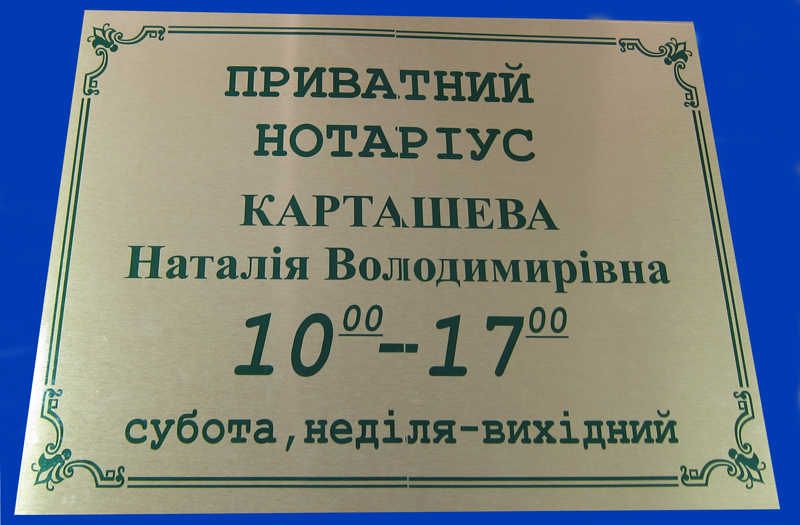 ПРИВАТНИЙ
НОТАРІУС
КАРТАШЕВА
Наталія Володимирівна
10⁰⁰–17⁰⁰
субота,неділя-вихідний